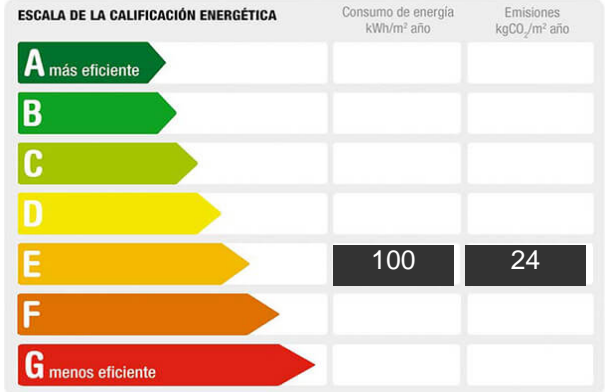 ESCALA DE LA CALIFICACIÓN ENERGÉTICA
Consumo de energía
kWh/m² año
Emisiones
kgCO₂/m² año
A más eficiente
B
C
D
E 100 24
F
G menos eficiente